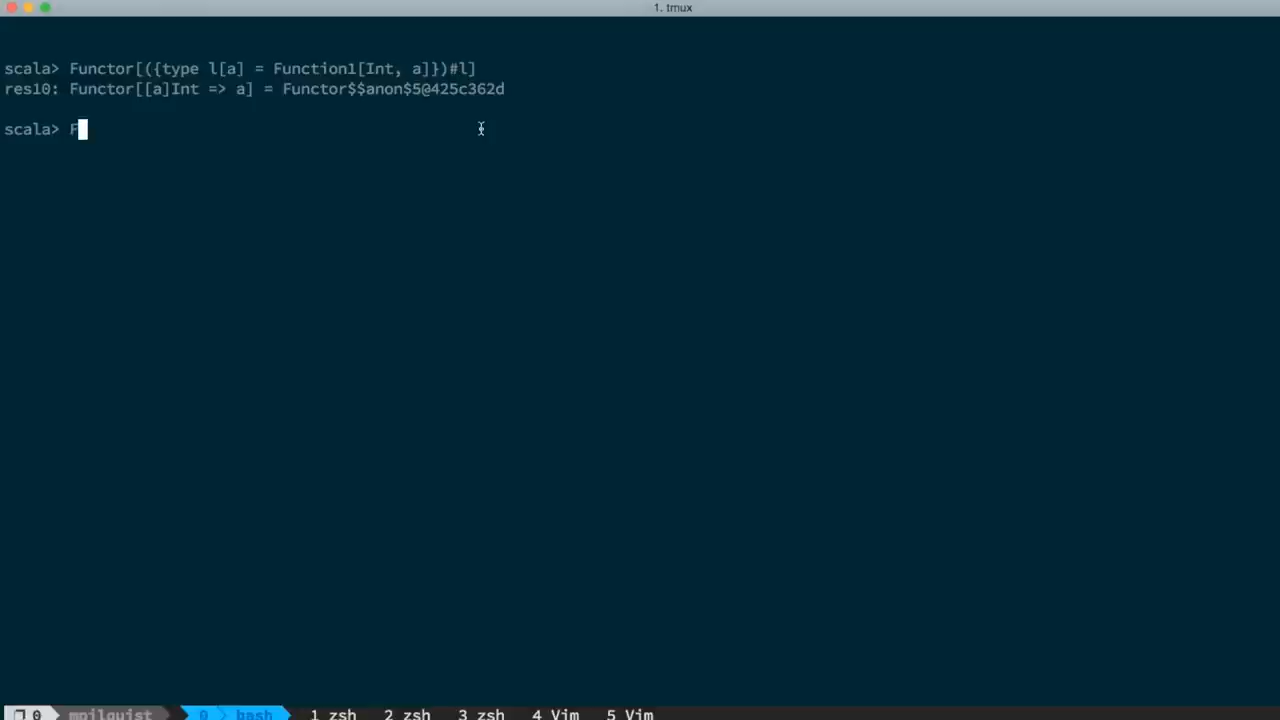 1. tmux
scala> Functor[({type l[a] = Function1[Int, a]})#l]
res10: Functor[[a]Int => a] = Functor$$anon$5@425c362d
scala> F
0 mpilquist 0 bash 1 zsh 2 zsh 3 zsh 4 Vim 5 Vim